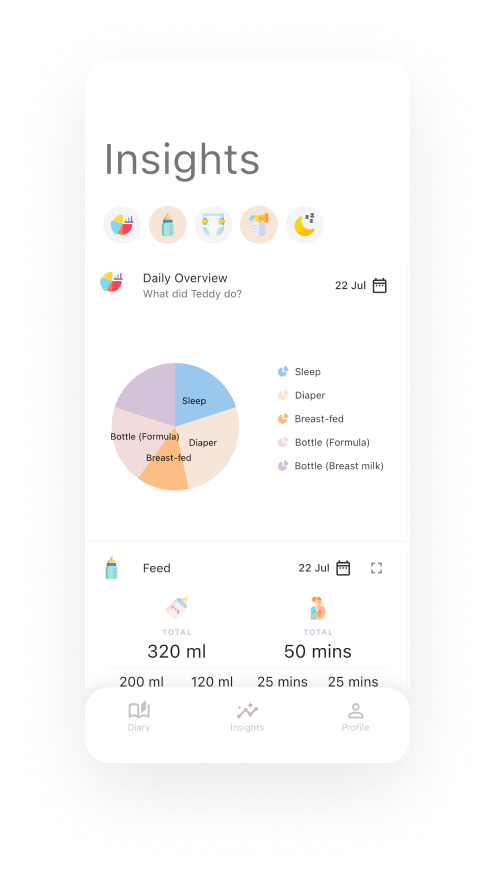 Insights
Daily Overview
What did Teddy do?
22 Jul
Sleep
Diaper
Breast-fed
Bottle (Formula)
Bottle (Breast milk)
Sleep
Bottle (Formula)
Diaper
Breast-fed
Feed
22 Jul
TOTAL
TOTAL
320 ml
50 mins
200 ml
120 ml
25 mins
25 mins
Diary
Insights
Profile